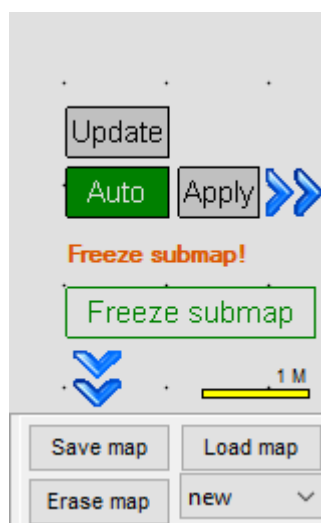 Update
Auto Apply
Freeze submap!
Freeze submap
1 M
Save map Load map
Erase map new